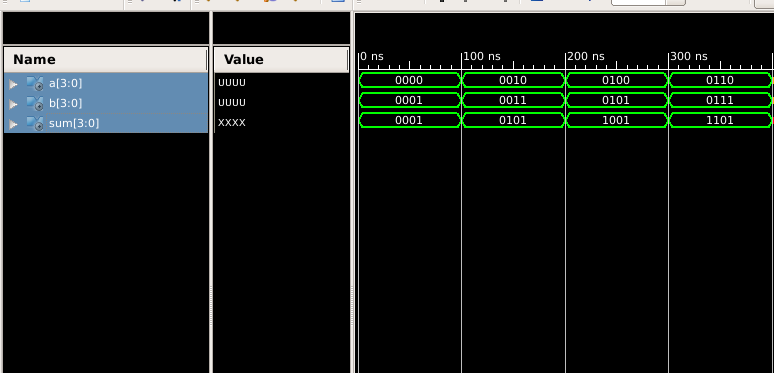 Name Value
0 ns 100 ns 200 ns 300 ns
a[3:0] UUUU 0000 0010 0100 0110
b[3:0] UUUU 0001 0011 0101 0111
sum[3:0] XXXX 0001 0101 1001 1101